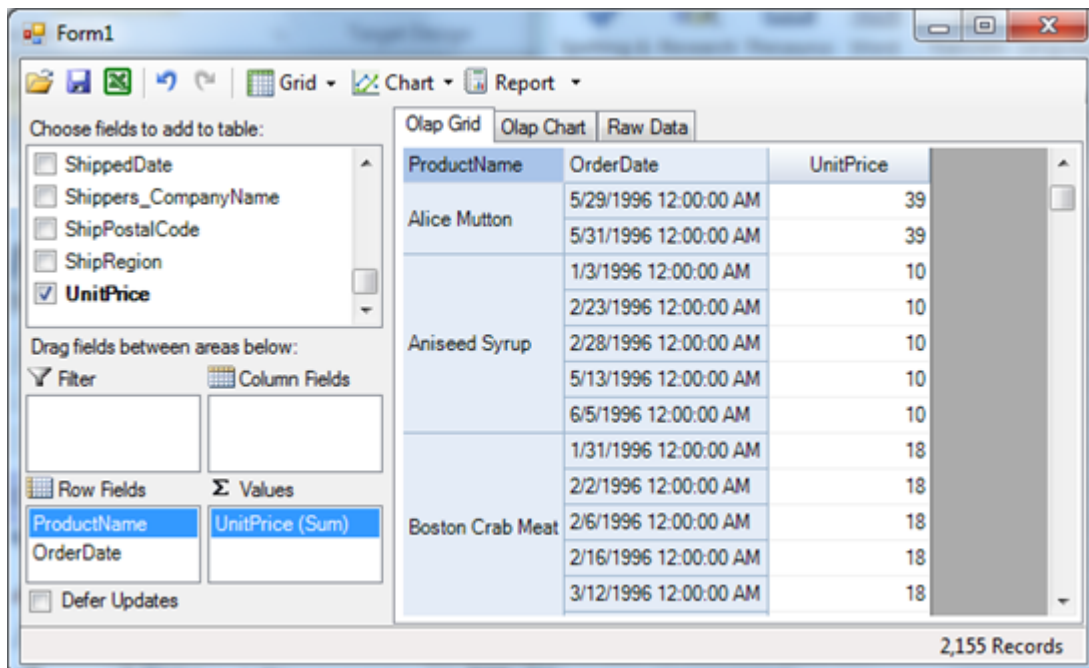 Form1
Grid Chart Report
Choose fields to add to table:
ShippedDate
Shippers_CompanyName
ShipPostalCode
ShipRegion
UnitPrice
Drag fields between areas below:
Filter Column Fields
Row Fields Σ Values
ProductName UnitPrice (Sum)
OrderDate
Defer Updates
Olap Grid Olap Chart Raw Data
ProductName OrderDate UnitPrice
Alice Mutton 5/29/1996 12:00:00 AM 39
5/31/1996 12:00:00 AM 39
Aniseed Syrup 1/3/1996 12:00:00 AM 10
2/23/1996 12:00:00 AM 10
2/28/1996 12:00:00 AM 10
5/13/1996 12:00:00 AM 10
6/5/1996 12:00:00 AM 10
Boston Crab Meat 1/31/1996 12:00:00 AM 18
2/2/1996 12:00:00 AM 18
2/6/1996 12:00:00 AM 18
2/16/1996 12:00:00 AM 18
3/12/1996 12:00:00 AM 18
2,155 Records